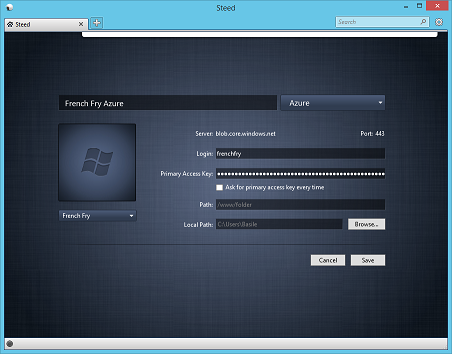 Steed
Steed
Search
French Fry Azure
Azure
Server: blob.core.windows.net
Port: 443
Login: frenchfry
Primary Access Key:
Ask for primary access key every time
French Fry
Path: /www/folder
Local Path: C:\Users\Basile
Browse...
Cancel
Save